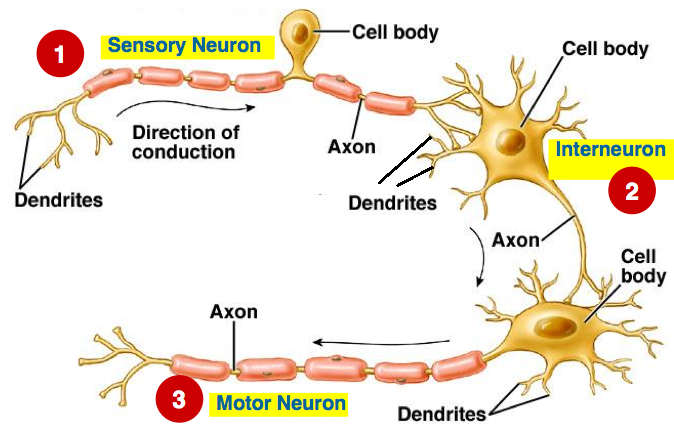 1
Sensory Neuron
Cell body
Cell body
Direction of
conduction
Axon
Interneuron
2
Dendrites
Dendrites
Axon
Cell
body
Axon
3
Motor Neuron
Dendrites